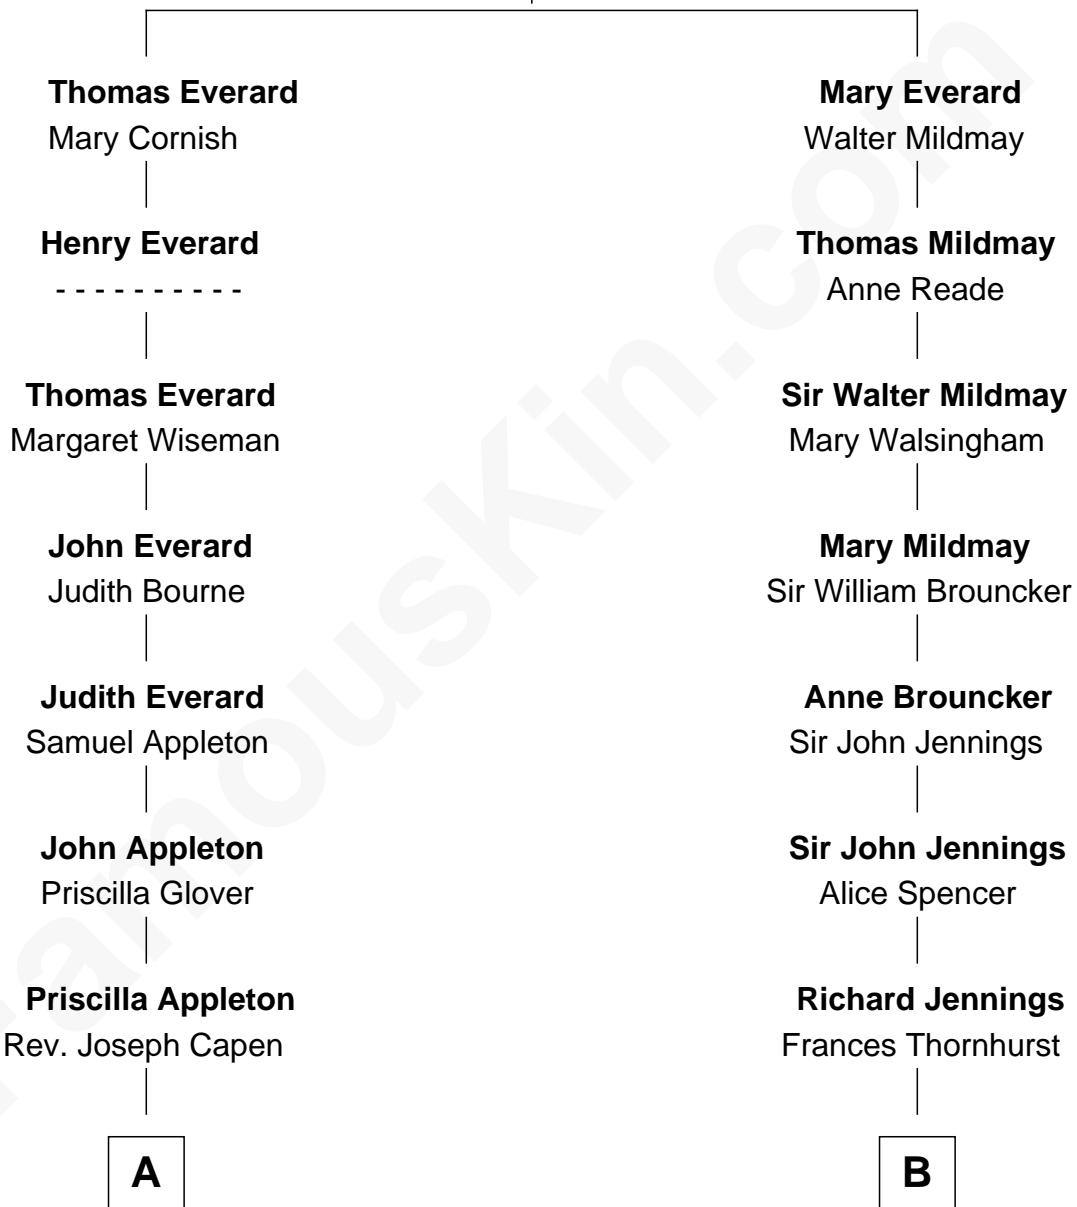 Thomas Everard
Mary Cornish
Henry Everard
- - - - - - - - - -
Thomas Everard
Margaret Wiseman
John Everard
Judith Bourne
Judith Everard
Samuel Appleton
John Appleton
Priscilla Glover
Priscilla Appleton
Rev. Joseph Capen
A
Mary Everard
Walter Mildmay
Thomas Mildmay
Anne Reade
Sir Walter Mildmay
Mary Walsingham
Mary Mildmay
Sir William Brouncker
Anne Brouncker
Sir John Jennings
Sir John Jennings
Alice Spencer
Richard Jennings
Frances Thornhurst
B
FamousKin.com